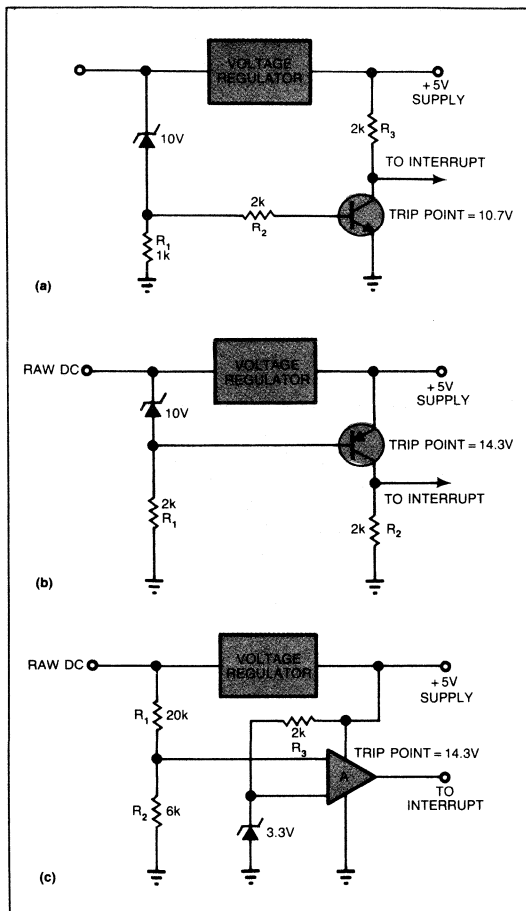 VOLTAGE
REGULATOR
+5V
SUPPLY
10V
2k R3
TO INTERRUPT
2k
R2
TRIP POINT = 10.7V
R1
1k
(a)
RAW DC
VOLTAGE
REGULATOR
+5V
SUPPLY
10V
TRIP POINT = 14.3V
TO INTERRUPT
2k
R1
2k R2
(b)
RAW DC
VOLTAGE
REGULATOR
+5V
SUPPLY
R1 20k
2k
R3
TRIP POINT = 14.3V
A
TO
INTERRUPT
R2 6k
3.3V
(c)